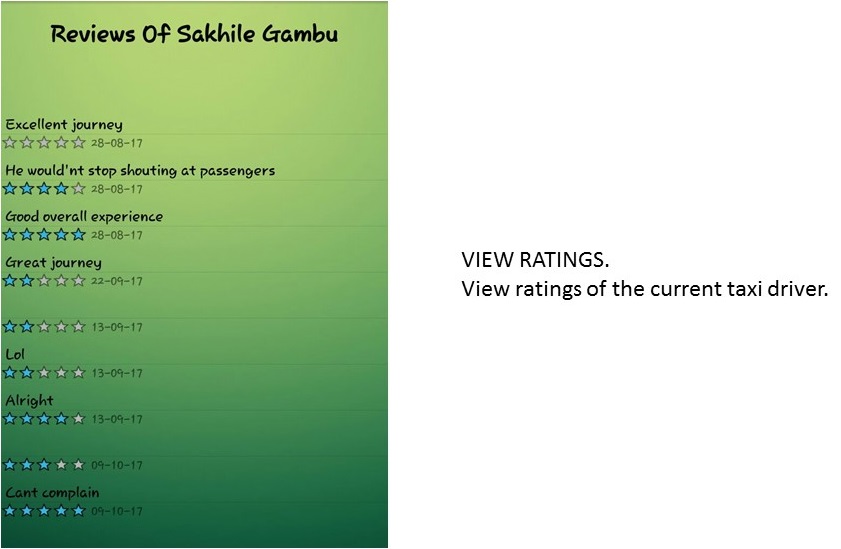 Reviews Of Sakhile Gambu
Excellent journey
28-08-17
He would'nt stop shouting at passengers
28-08-17
Good overall experience
28-08-17
Great journey
22-09-17
13-09-17
Lol
13-09-17
Alright
13-09-17
09-10-17
Cant complain
09-10-17
VIEW RATINGS.
View ratings of the current taxi driver.